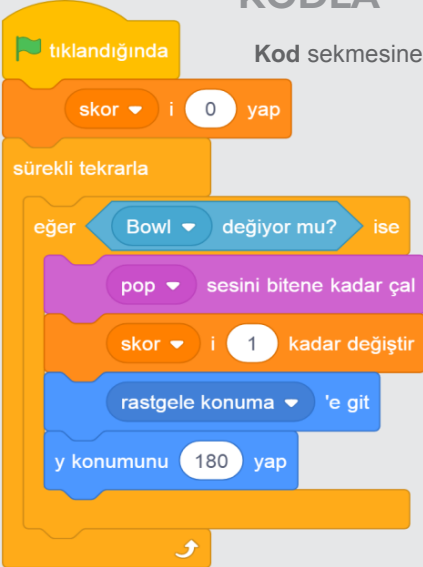 KODLA
tıklandığında
Kod sekmesine
skor i 0 yap
sürekli tekrarla
eğer Bowl değiyor mu? ise
pop sesini bitene kadar çal
skor i 1 kadar değiştir
rastgele konuma 'e git
y konumunu 180 yap